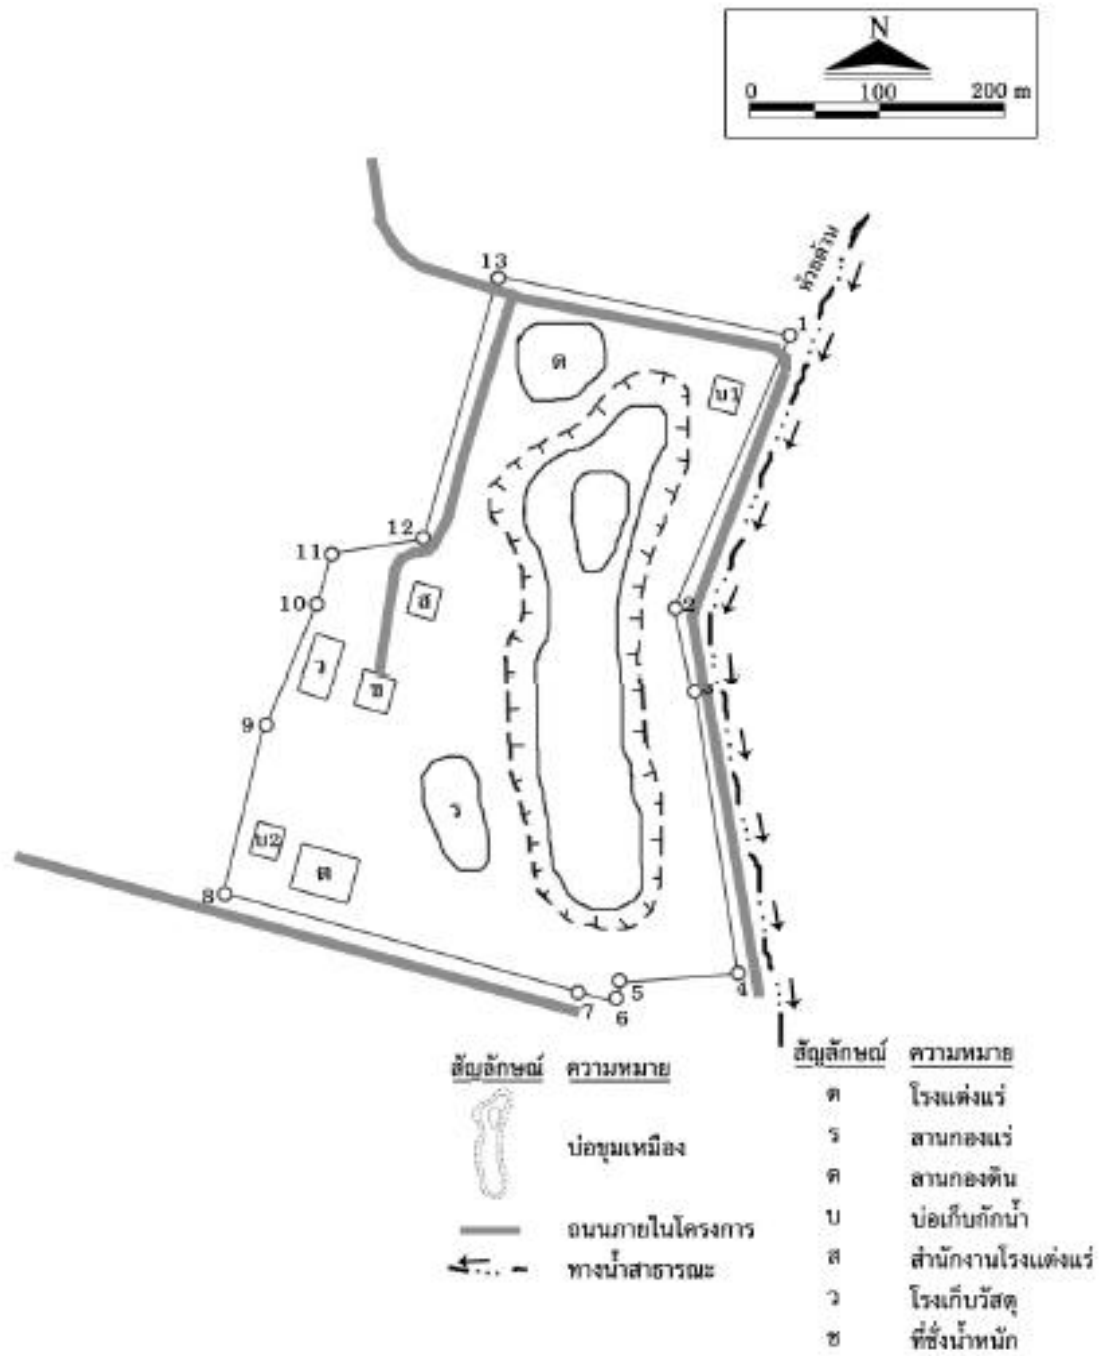 N
0 100 200 m
13
1
ด
บ1
12
11
2
10
ส
3
ว
ช
9
ว
บ2
ต
8
4
5
7
6
สัญลักษณ์ ความหมาย
บ่อขุมเหมือง
ถนนภายในโครงการ
ทางน้ำสาธารณะ
สัญลักษณ์ ความหมาย
ต โรงแต่งแร่
ร ลานกองแร่
ด ลานกองดิน
บ บ่อเก็บกักน้ำ
ส สำนักงานโรงแต่งแร่
ว โรงเก็บวัสดุ
ช ที่ชั่งน้ำหนัก